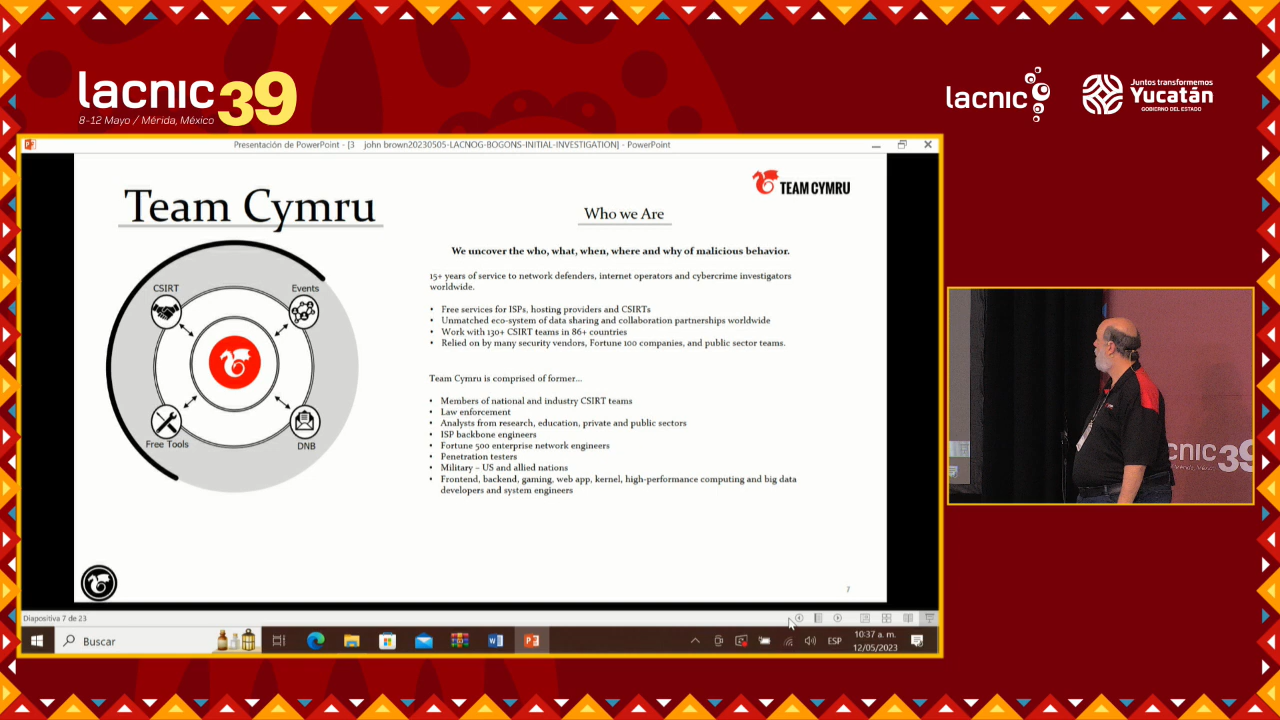 lacnic 39
8-12 Mayo / Mérida, México
lacnic
Juntos transformemos
Yucatán
GOBIERNO DEL ESTADO
Presentación de PowerPoint - [3 john brown20230505-LACNOG-BOGONS-INITIAL-INVESTIGATION] - PowerPoint
Team Cymru
TEAM CYMRU
Who we Are
We uncover the who, what, when, where and why of malicious behavior.
15+ years of service to network defenders, internet operators and cybercrime investigators
worldwide.
• Free services for ISPs, hosting providers and CSIRTs
• Unmatched eco-system of data sharing and collaboration partnerships worldwide
• Work with 130+ CSIRT teams in 86+ countries
• Relied on by many security vendors, Fortune 100 companies, and public sector teams.
Team Cymru is comprised of former...
• Members of national and industry CSIRT teams
• Law enforcement
• Analysts from research, education, private and public sectors
• ISP backbone engineers
• Fortune 500 enterprise network engineers
• Penetration testers
• Military – US and allied nations
• Frontend, backend, gaming, web app, kernel, high-performance computing and big data
developers and system engineers
CSIRT
Events
Free Tools
DNB
7
Diapositiva 7 de 23
Buscar
ESP
10:37 a. m.
12/05/2023
cnic 39